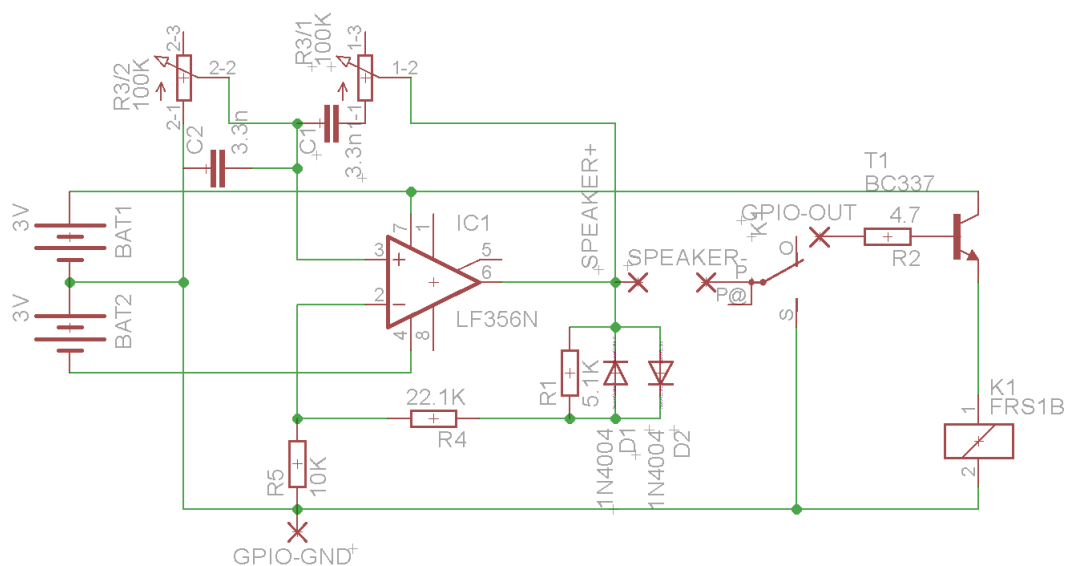 2-3
2-2
R3/2
100K
2-1
R3/1
100K
1-3
1-2
1-1
C2
3.3n
C1
3.3n
3V
BAT1
3V
BAT2
7
1
IC1
3
5
6
2
4
8
LF356N
SPEAKER+
SPEAKER-
P
P@
K1
O
S
GPIO-OUT
4.7
R2
T1
BC337
R1
5.1K
1N4004
D1
1N4004
D2
22.1K
R4
R5
10K
K1
FRS1B
1
2
GPIO-GND